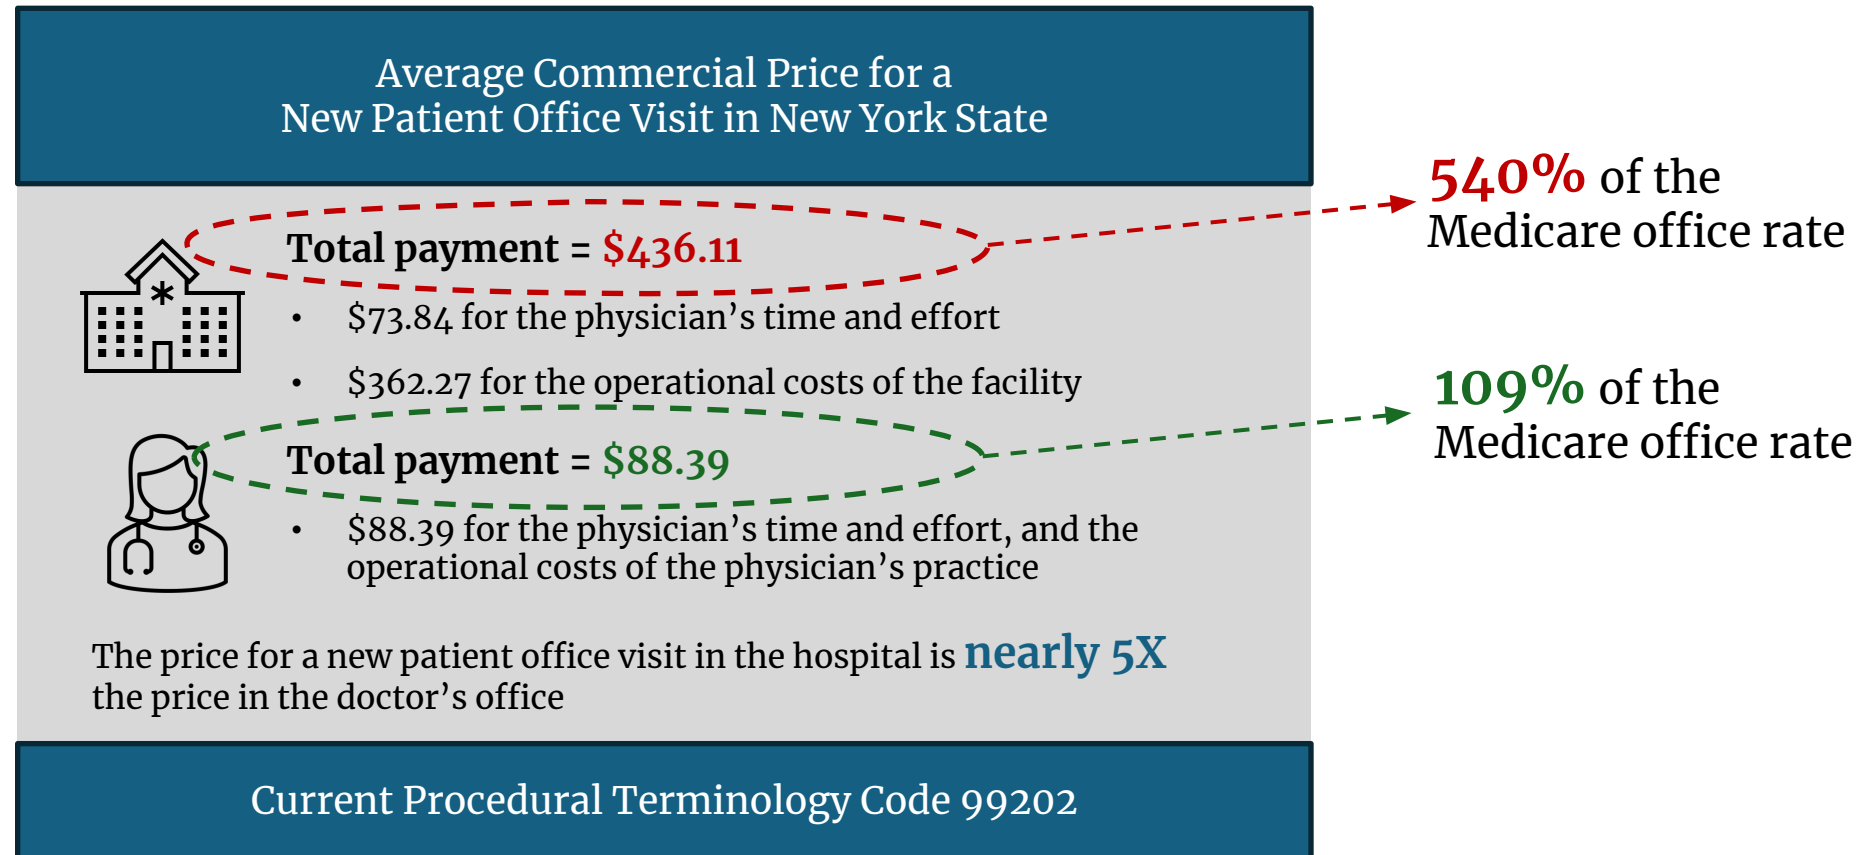 Average Commercial Price for a
New Patient Office Visit in New York State
Total payment = $436.11
• $73.84 for the physician’s time and effort
• $362.27 for the operational costs of the facility
540% of the
Medicare office rate
Total payment = $88.39
• $88.39 for the physician’s time and effort, and the
operational costs of the physician’s practice
109% of the
Medicare office rate
The price for a new patient office visit in the hospital is nearly 5X
the price in the doctor’s office
Current Procedural Terminology Code 99202